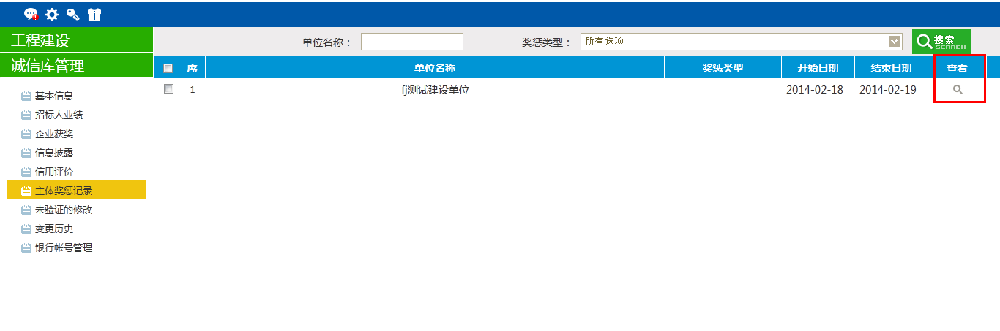 工程建设
诚信库管理
基本信息
招标人业绩
企业获奖
信息披露
信用评价
主体奖惩记录
未验证的修改
变更历史
银行帐号管理
单位名称： 奖惩类型： 所有选项 搜索 SEARCH
序 单位名称 奖惩类型 开始日期 结束日期 查看
1 fj测试建设单位 2014-02-18 2014-02-19